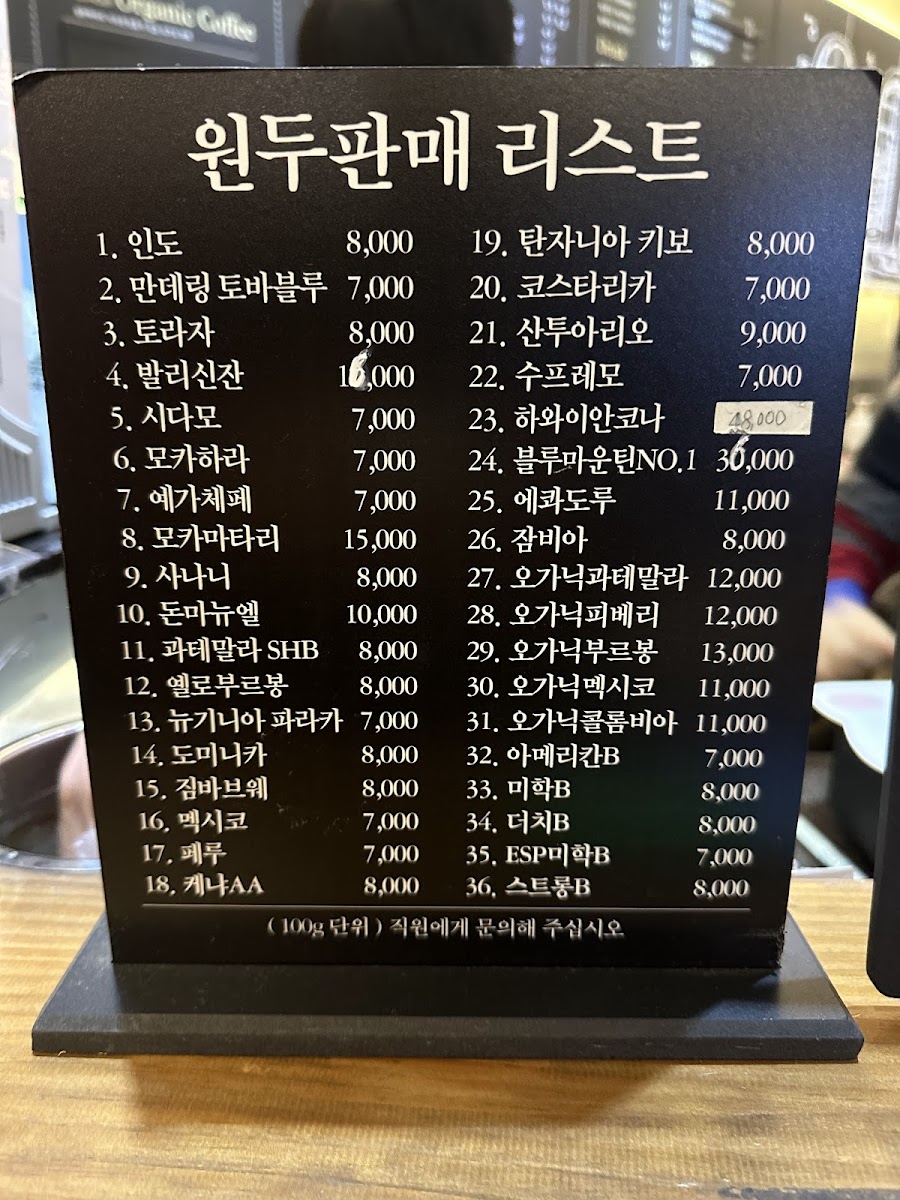 Organic Coffee
원두판매 리스트
1. 인도 8,000
2. 만데링 토바블루 7,000
3. 토라자 8,000
4. 발리신잔 16,000
5. 시다모 7,000
6. 모카하라 7,000
7. 예가체페 7,000
8. 모카마타리 15,000
9. 사나니 8,000
10. 돈마뉴엘 10,000
11. 과테말라 SHB 8,000
12. 옐로부르봉 8,000
13. 뉴기니아 파라카 7,000
14. 도미니카 8,000
15. 짐바브웨 8,000
16. 멕시코 7,000
17. 페루 7,000
18. 케냐AA 8,000
19. 탄자니아 키보 8,000
20. 코스타리카 7,000
21. 산투아리오 9,000
22. 수프레모 7,000
23. 하와이안코나 48,000
24. 블루마운틴NO.1 36,000
25. 에콰도루 11,000
26. 잠비아 8,000
27. 오가닉과테말라 12,000
28. 오가닉피베리 12,000
29. 오가닉부르봉 13,000
30. 오가닉멕시코 11,000
31. 오가닉콜롬비아 11,000
32. 아메리칸B 7,000
33. 미학B 8,000
34. 더치B 8,000
35. ESP미학B 7,000
36. 스트롱B 8,000
( 100g 단위 ) 직원에게 문의해 주십시오